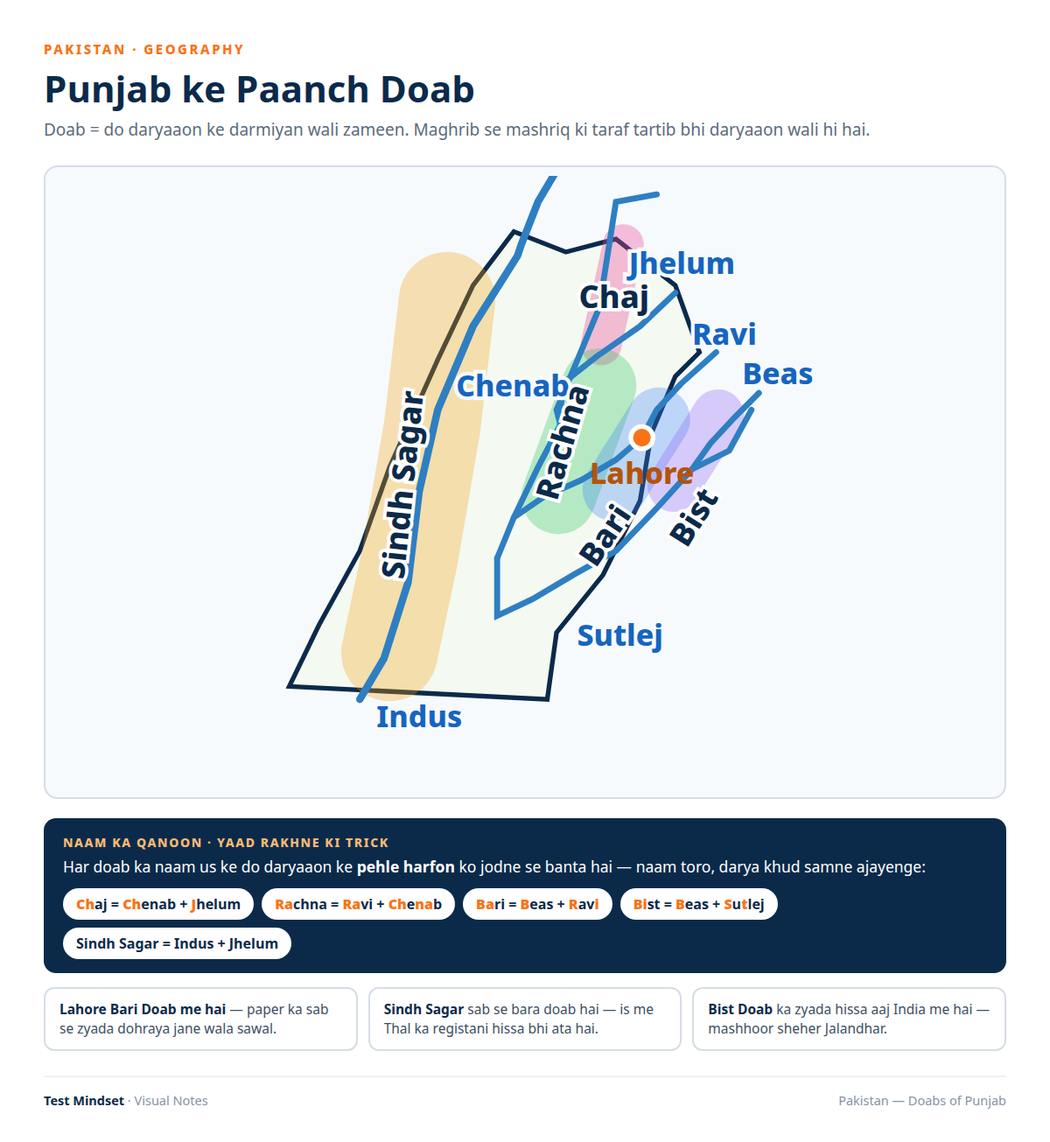 PAKISTAN · GEOGRAPHY
Punjab ke Paanch Doab
Doab = do daryaaon ke darmiyan wali zameen. Maghrib se mashriq ki taraf tartib bhi daryaaon wali hi hai.
Jhelum
Chaj
Ravi
Beas
Chenab
Rachna
Sindh Sagar
Lahore
Bari
Bist
Sutlej
Indus
NAAM KA QANOON · YAAD RAKHNE KI TRICK
Har doab ka naam us ke do daryaaon ke pehle harfon ko jodne se banta hai — naam toro, darya khud samne ajayenge:
Chaj = Chenab + Jhelum
Rachna = Ravi + Chenab
Bari = Beas + Ravi
Bist = Beas + Sutlej
Sindh Sagar = Indus + Jhelum
Lahore Bari Doab me hai — paper ka sab
se zyada dohraya jane wala sawal.
Sindh Sagar sab se bara doab hai — is me
Thal ka registani hissa bhi ata hai.
Bist Doab ka zyada hissa aaj India me hai —
mashhoor sheher Jalandhar.
Test Mindset · Visual Notes
Pakistan — Doabs of Punjab